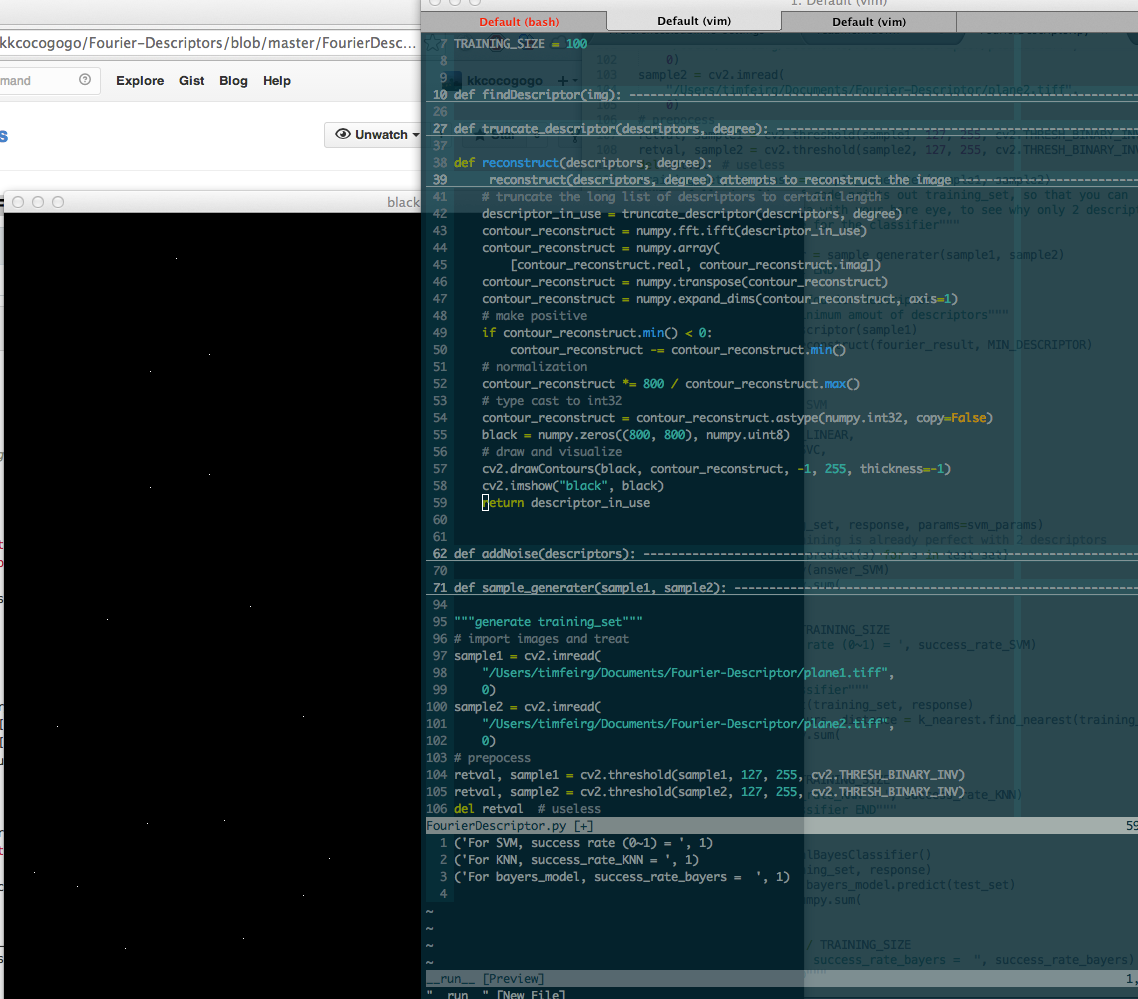 1. Default (vim)
Default (bash)
Default (vim)
Default (vim)
kkcocogogo/Fourier-Descriptors/blob/master/FourierDesc...
mand
Explore
Gist
Blog
Help
kkcocogogo
Unwatch
black
7 TRAINING_SIZE = 100
8
9
10 def findDescriptor(img): ----------
26
27 def truncate_descriptor(descriptors, degree): ----------
37
38 def reconstruct(descriptors, degree):
39 reconstruct(descriptors, degree) attempts to reconstruct the image
41 # truncate the long list of descriptors to certain length
42 descriptor_in_use = truncate_descriptor(descriptors, degree)
43 contour_reconstruct = numpy.fft.ifft(descriptor_in_use)
44 contour_reconstruct = numpy.array(
45 [contour_reconstruct.real, contour_reconstruct.imag])
46 contour_reconstruct = numpy.transpose(contour_reconstruct)
47 contour_reconstruct = numpy.expand_dims(contour_reconstruct, axis=1)
48 # make positive
49 if contour_reconstruct.min() < 0:
50 contour_reconstruct -= contour_reconstruct.min()
51 # normalization
52 contour_reconstruct *= 800 / contour_reconstruct.max()
53 # type cast to int32
54 contour_reconstruct = contour_reconstruct.astype(numpy.int32, copy=False)
55 black = numpy.zeros((800, 800), numpy.uint8)
56 # draw and visualize
57 cv2.drawContours(black, contour_reconstruct, -1, 255, thickness=-1)
58 cv2.imshow("black", black)
59 return descriptor_in_use
60
61
62 def addNoise(descriptors): ----------
70
71 def sample_generater(sample1, sample2): ----------
94
95 """generate training_set"""
96 # import images and treat
97 sample1 = cv2.imread(
98 "/Users/timfeirg/Documents/Fourier-Descriptor/plane1.tiff",
99 0)
100 sample2 = cv2.imread(
101 "/Users/timfeirg/Documents/Fourier-Descriptor/plane2.tiff",
102 0)
103 # prepocess
104 retval, sample1 = cv2.threshold(sample1, 127, 255, cv2.THRESH_BINARY_INV)
105 retval, sample2 = cv2.threshold(sample2, 127, 255, cv2.THRESH_BINARY_INV)
106 del retval # useless
FourierDescriptor.py [+]
59
1 ('For SVM, success rate (0~1) = ', 1)
2 ('For KNN, success_rate_KNN = ', 1)
3 ('For bayers_model, success_rate_bayers = ', 1)
4
~
~
~
~
__run__ [Preview]
1,
"__run__" [New File]